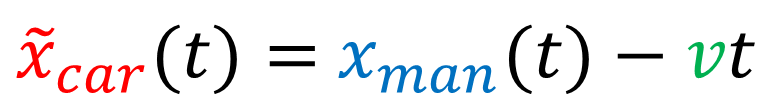 x̃_car(t) = x_man(t) − vt